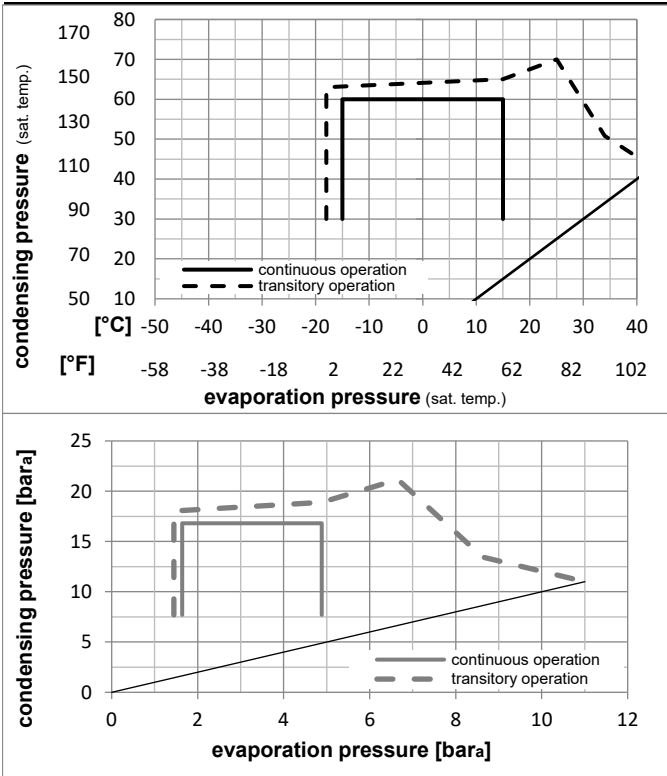 170 80
150 70
60
130 50
110 40
90 30
20
50 10
condensing pressure (sat. temp.)
continuous operation
transitory operation
[°C] -50 -40 -30 -20 -10 0 10 20 30 40
[°F] -58 -38 -18 2 22 42 62 82 102
evaporation pressure (sat. temp.)
25
20
15
10
5
0
condensing pressure [bara]
continuous operation
transitory operation
0 2 4 6 8 10 12
evaporation pressure [bara]